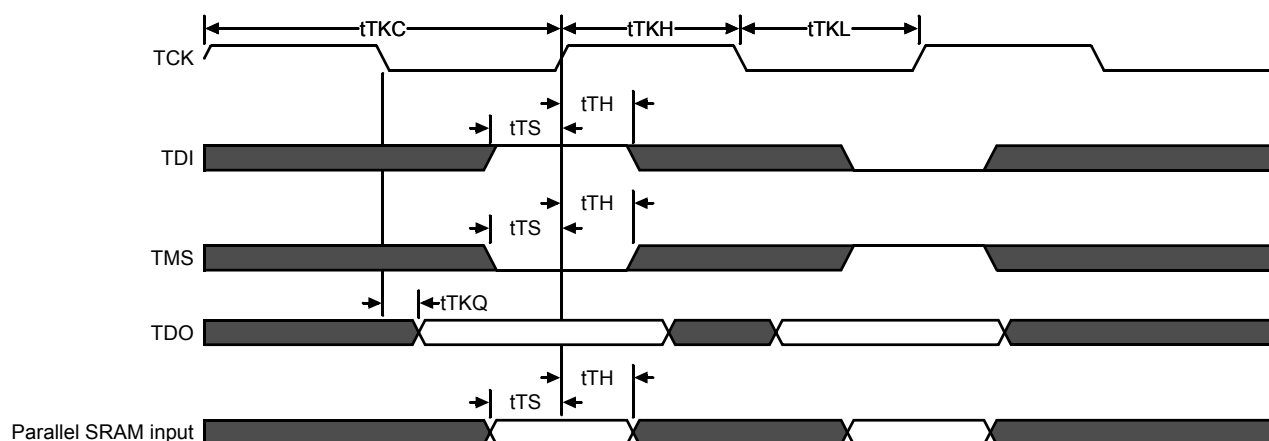 tTKC
tTKH
tTKL
TCK
tTH
tTS
TDI
tTH
tTS
TMS
tTKQ
TDO
tTH
tTS
Parallel SRAM input